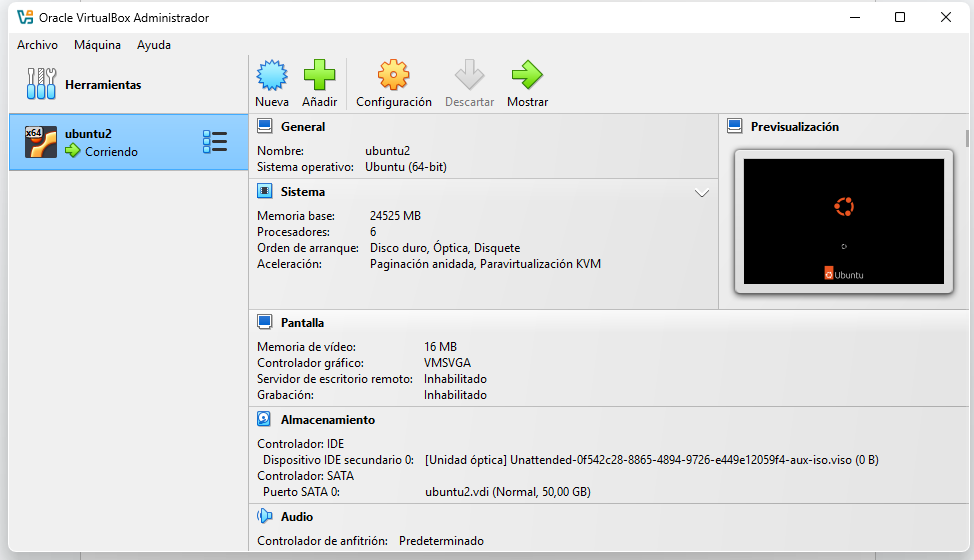 Oracle VirtualBox Administrador
Archivo Máquina Ayuda
Herramientas
Nueva Añadir Configuración Descartar Mostrar
x64
ubuntu2
Corriendo
General
Nombre: ubuntu2
Sistema operativo: Ubuntu (64-bit)
Previsualización
Ubuntu
Sistema
Memoria base: 24525 MB
Procesadores: 6
Orden de arranque: Disco duro, Óptica, Disquete
Aceleración: Paginación anidada, Paravirtualización KVM
Pantalla
Memoria de vídeo: 16 MB
Controlador gráfico: VMSVGA
Servidor de escritorio remoto: Inhabilitado
Grabación: Inhabilitado
Almacenamiento
Controlador: IDE
Dispositivo IDE secundario 0: [Unidad óptica] Unattended-0f542c28-8865-4894-9726-e449e12059f4-aux-iso.viso (0 B)
Controlador: SATA
Puerto SATA 0: ubuntu2.vdi (Normal, 50,00 GB)
Audio
Controlador de anfitrión: Predeterminado